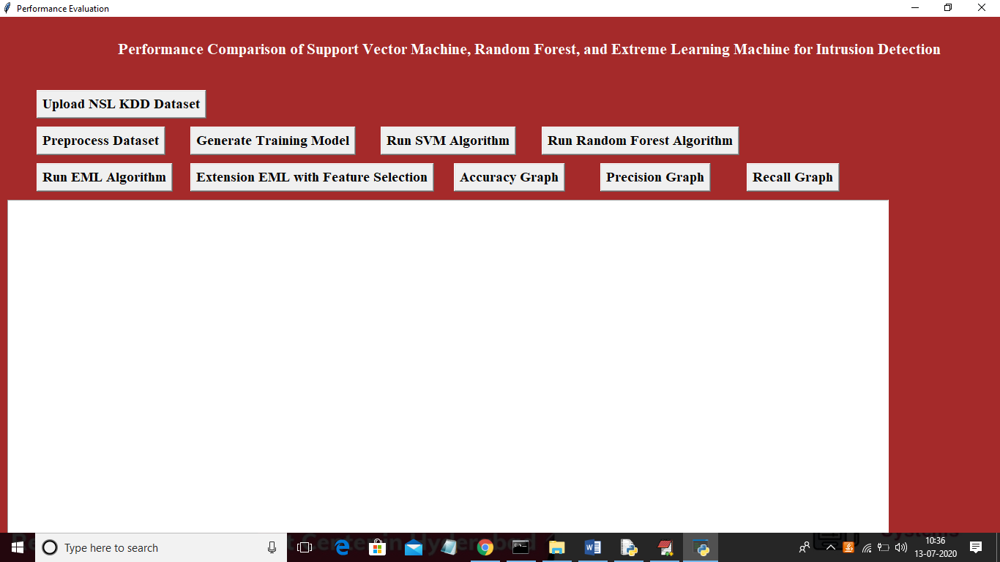 Performance Evaluation
Performance Comparison of Support Vector Machine, Random Forest, and Extreme Learning Machine for Intrusion Detection
Upload NSL KDD Dataset
Preprocess Dataset Generate Training Model Run SVM Algorithm Run Random Forest Algorithm
Run EML Algorithm Extension EML with Feature Selection Accuracy Graph Precision Graph Recall Graph
Type here to search
Systems
10:36
13-07-2020